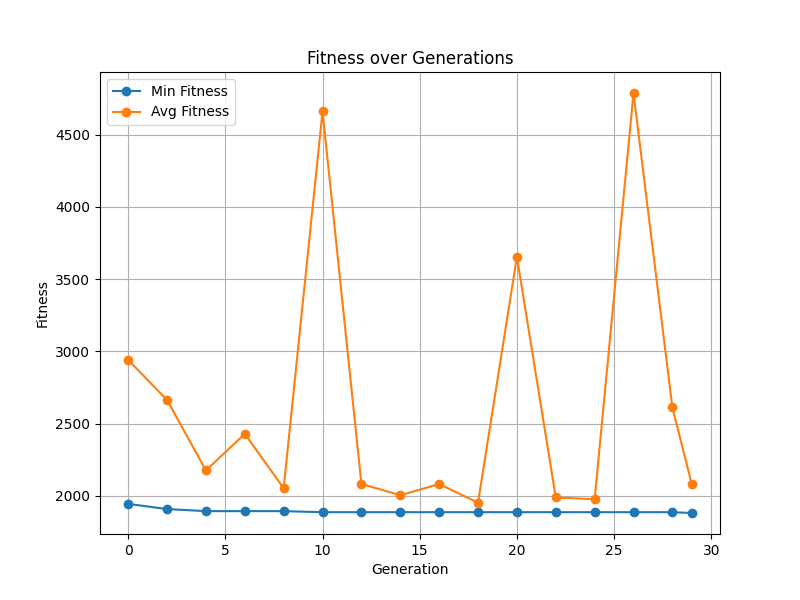 Fitness over Generations
Min Fitness
Avg Fitness
4500
4000
3500
3000
2500
2000
Fitness
0 5 10 15 20 25 30
Generation